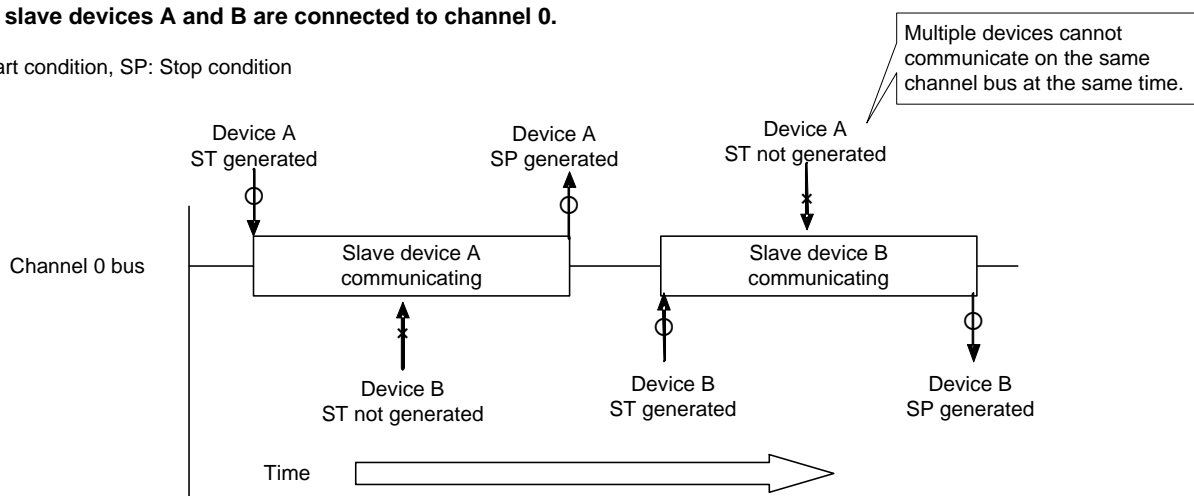 slave devices A and B are connected to channel 0.
art condition, SP: Stop condition
Multiple devices cannot
communicate on the same
channel bus at the same time.
Device A
ST generated
Device A
SP generated
Device A
ST not generated
Channel 0 bus
Slave device A
communicating
Slave device B
communicating
Device B
ST not generated
Device B
ST generated
Device B
SP generated
Time